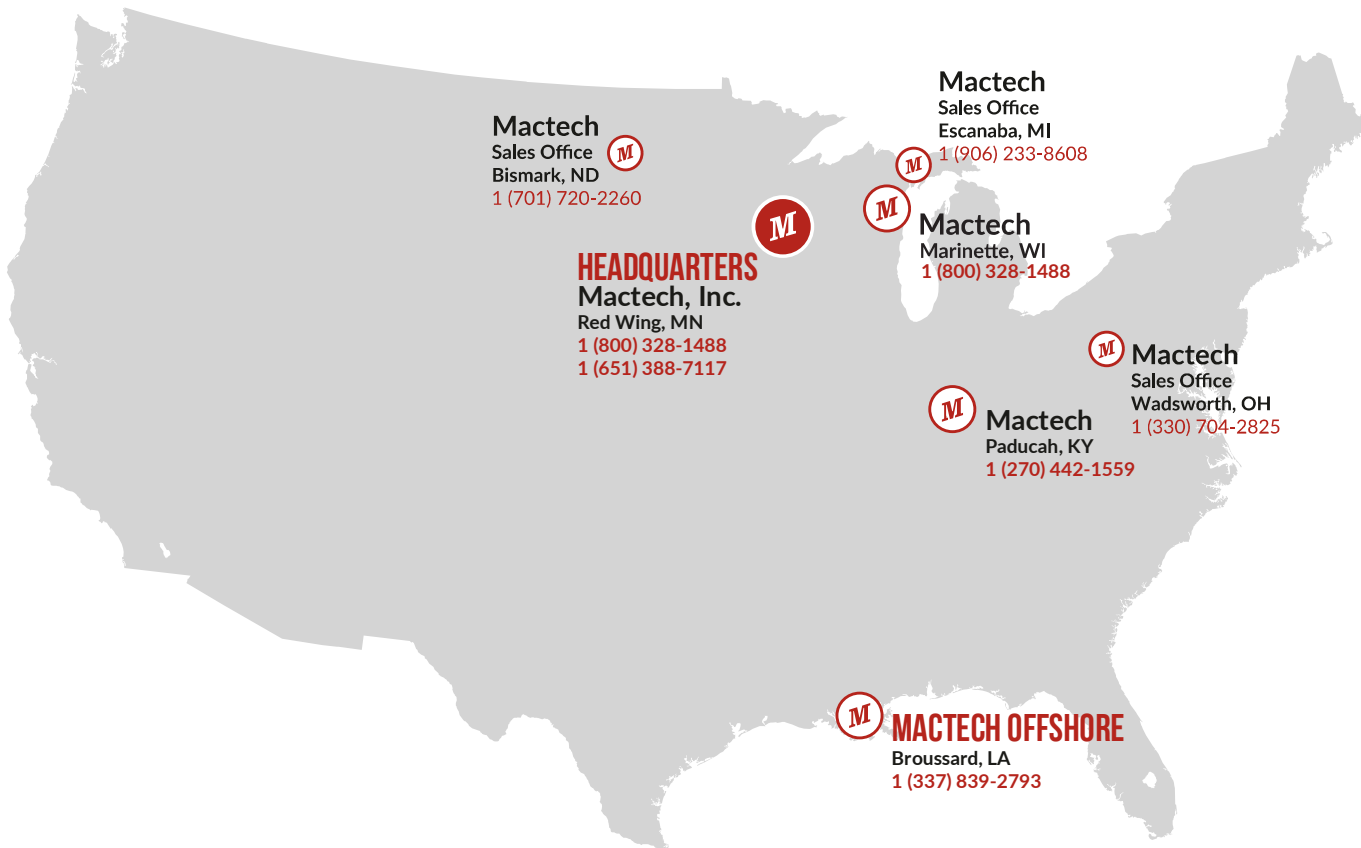 Mactech
Sales Office
Bismark, ND
1 (701) 720-2260
M
Mactech
Sales Office
Escanaba, MI
1 (906) 233-8608
M
M
Mactech
Marinette, WI
1 (800) 328-1488
M
HEADQUARTERS
Mactech, Inc.
Red Wing, MN
1 (800) 328-1488
1 (651) 388-7117
M
Mactech
Sales Office
Wadsworth, OH
1 (330) 704-2825
M
Mactech
Paducah, KY
1 (270) 442-1559
M
MACTECH OFFSHORE
Broussard, LA
1 (337) 839-2793